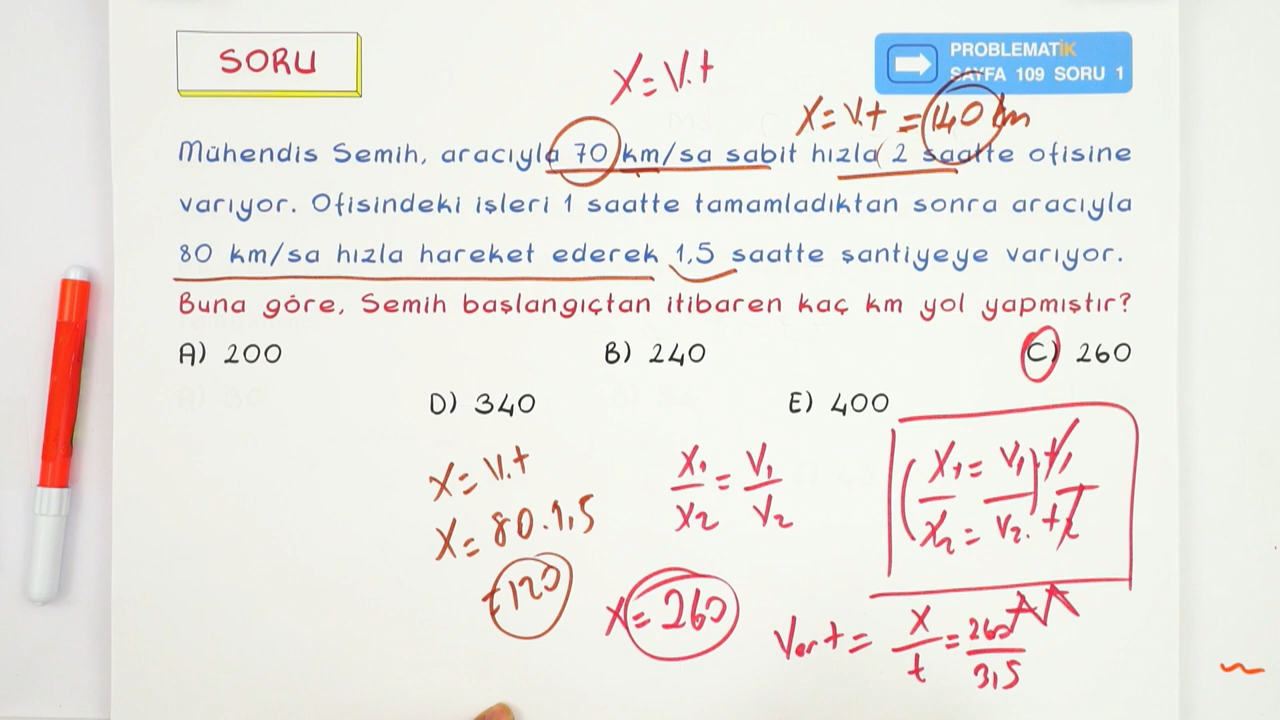 SORU
PROBLEMATİK
SAYFA 109 SORU 1
X = V.t
X = V.t = 140 km
Mühendis Semih, aracıyla 70 km/sa sabit hızla 2 saatte ofisine
varıyor. Ofisindeki işleri 1 saatte tamamladıktan sonra aracıyla
80 km/sa hızla hareket ederek 1,5 saatte şantiyeye varıyor.
Buna göre, Semih başlangıçtan itibaren kaç km yol yapmıştır?
A) 200 B) 240 C) 260
D) 340 E) 400
X = V.t
X = 80.1,5
=120
X1/X2 = V1/V2
X1 = V1.t1
X2 = V2.t2
X = 260
Vort = X/t = 260/3,5